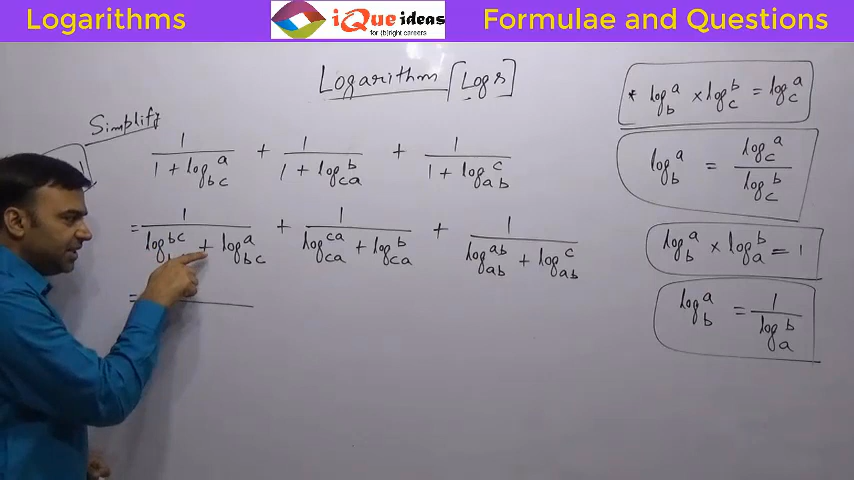 Logarithms
iQue ideas
for (b)right careers
Formulae and Questions
Logarithm [Logs]
Simplify
1/(1 + log_bc^a) + 1/(1 + log_ca^b) + 1/(1 + log_ab^c)
= 1/(log^bc + log_bc^a) + 1/(log_ca^ca + log_ca^b) + 1/(log_ab^ab + log_ab^c)
=
* log_b^a × log_c^b = log_c^a
log_b^a = log_c^a / log_c^b
log_b^a × log_a^b = 1
log_b^a = 1/log_a^b